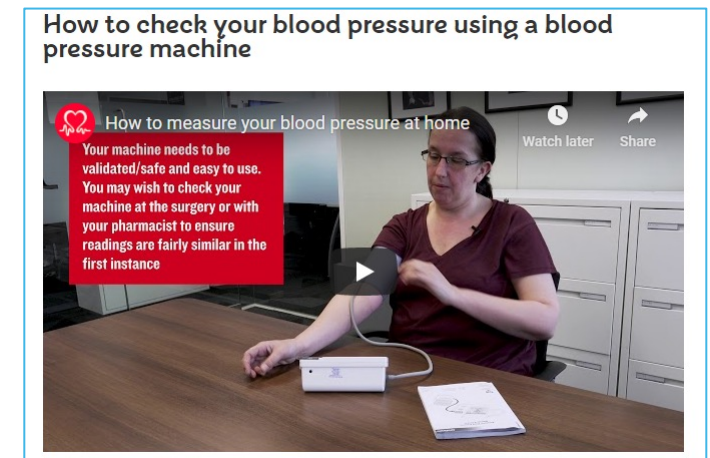 How to check your blood pressure using a blood
pressure machine
How to measure your blood pressure at home
Watch later
Share
Your machine needs to be
validated/safe and easy to use.
You may wish to check your
machine at the surgery or with
your pharmacist to ensure
readings are fairly similar in the
first instance